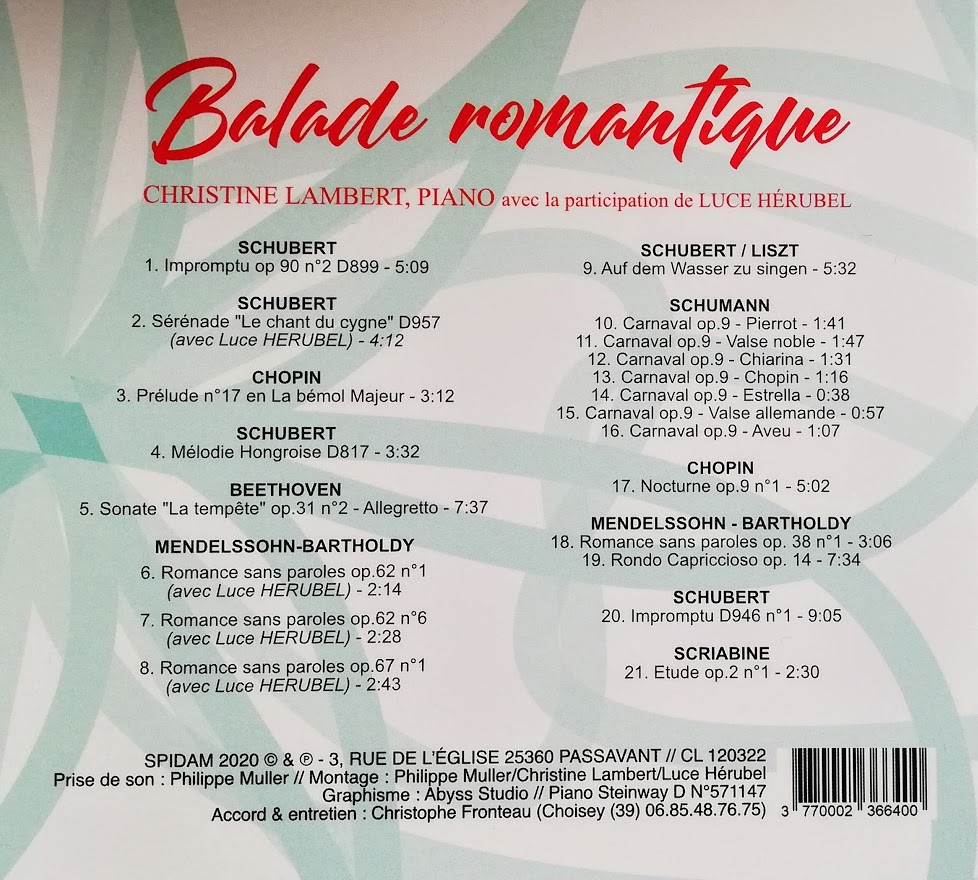 Balade romantique
CHRISTINE LAMBERT, PIANO avec la participation de LUCE HÉRUBEL
SCHUBERT
1. Impromptu op 90 n°2 D899 - 5:09
SCHUBERT
2. Sérénade "Le chant du cygne" D957
(avec Luce HERUBEL) - 4:12
CHOPIN
3. Prélude n°17 en La bémol Majeur - 3:12
SCHUBERT
4. Mélodie Hongroise D817 - 3:32
BEETHOVEN
5. Sonate "La tempête" op.31 n°2 - Allegretto - 7:37
MENDELSSOHN-BARTHOLDY
6. Romance sans paroles op.62 n°1
(avec Luce HERUBEL) - 2:14
7. Romance sans paroles op.62 n°6
(avec Luce HERUBEL) - 2:28
8. Romance sans paroles op.67 n°1
(avec Luce HERUBEL) - 2:43
SCHUBERT / LISZT
9. Auf dem Wasser zu singen - 5:32
SCHUMANN
10. Carnaval op.9 - Pierrot - 1:41
11. Carnaval op.9 - Valse noble - 1:47
12. Carnaval op.9 - Chiarina - 1:31
13. Carnaval op.9 - Chopin - 1:16
14. Carnaval op.9 - Estrella - 0:38
15. Carnaval op.9 - Valse allemande - 0:57
16. Carnaval op.9 - Aveu - 1:07
CHOPIN
17. Nocturne op.9 n°1 - 5:02
MENDELSSOHN - BARTHOLDY
18. Romance sans paroles op. 38 n°1 - 3:06
19. Rondo Capriccioso op. 14 - 7:34
SCHUBERT
20. Impromptu D946 n°1 - 9:05
SCRIABINE
21. Etude op.2 n°1 - 2:30
SPIDAM 2020 © & ℗ - 3, RUE DE L'ÉGLISE 25360 PASSAVANT // CL 120322
Prise de son : Philippe Muller // Montage : Philippe Muller/Christine Lambert/Luce Hérubel
Graphisme : Abyss Studio // Piano Steinway D N°571147
Accord & entretien : Christophe Fronteau (Choisey (39) 06.85.48.76.75)
3 770002 366400